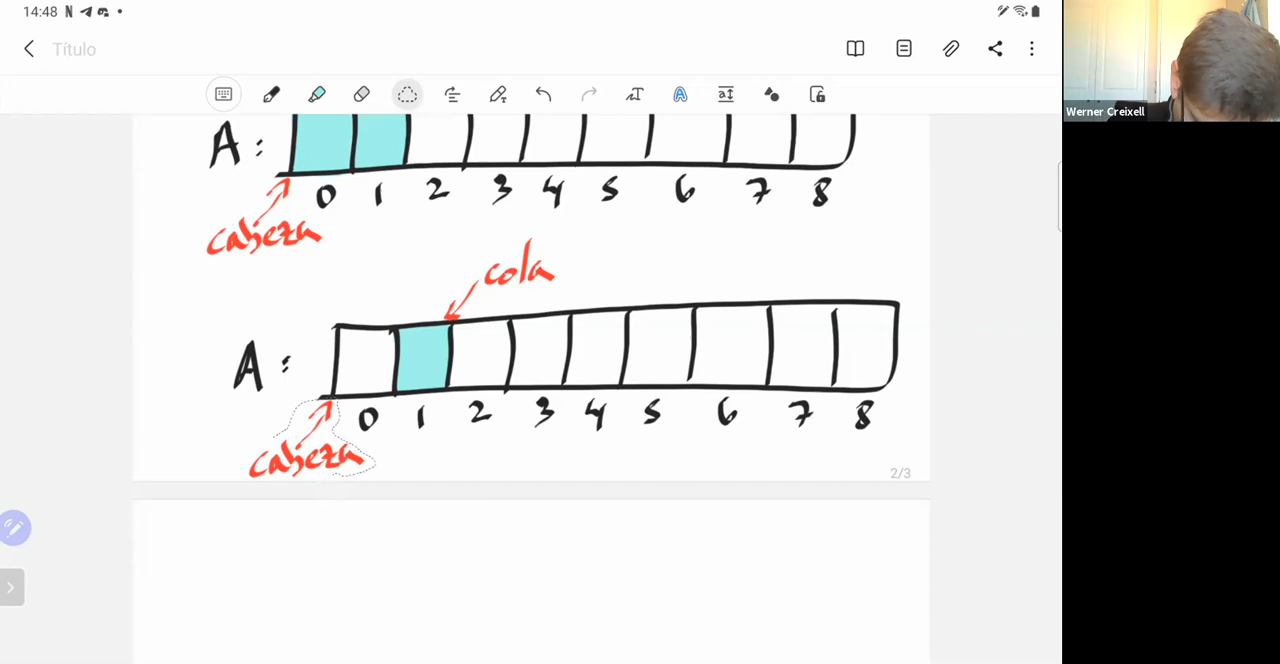 14:48 N
Título
A:
0 1 2 3 4 5 6 7 8
cabeza
cola
A:
0 1 2 3 4 5 6 7 8
cabeza
2/3
Werner Creixell